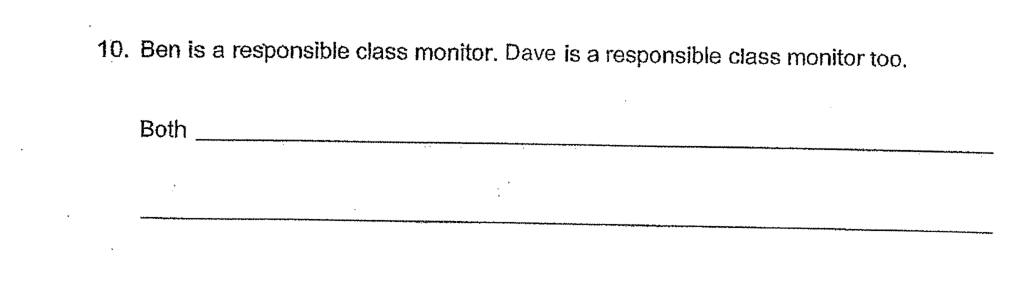 10. Ben is a responsible class monitor. Dave is a responsible class monitor too.
Both